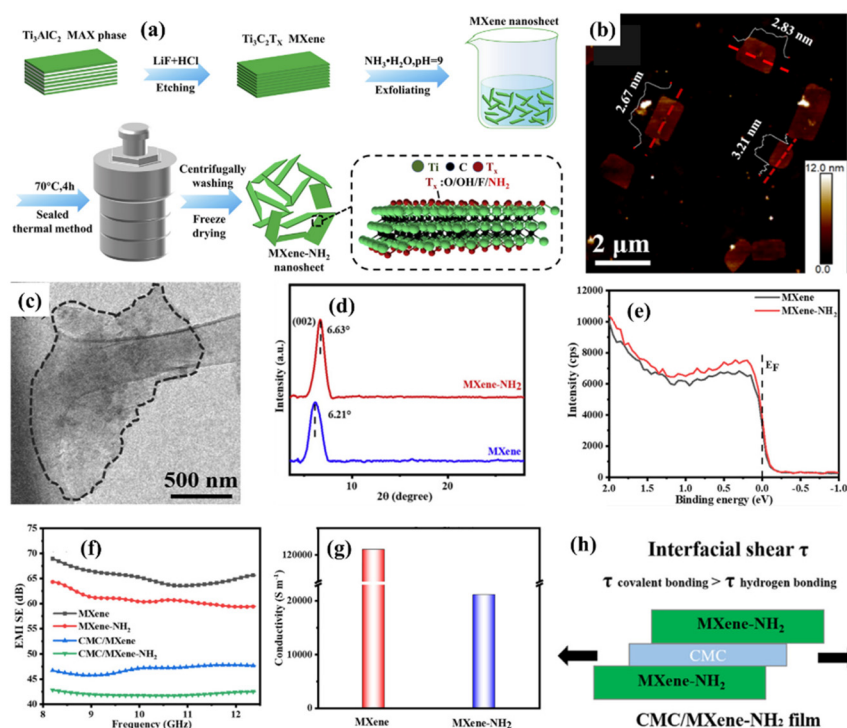 (a)
Ti3AlC2 MAX phase
LiF+HCl
Etching
Ti3C2TX MXene
NH3•H2O,pH=9
Exfoliating
MXene nanosheet
70°C,4h
Sealed
thermal method
Centrifugally
washing
Freeze
drying
MXene-NH2
nanosheet
Ti C Tx
Tx :O/OH/F/NH2
(b)
2.83 nm
2.67 nm
3.21 nm
12.0 nm
0.0
2 µm
(c)
500 nm
(d)
(002)
6.63°
MXene-NH2
6.21°
MXene
Intensity (a.u.)
10 20
2θ (degree)
(e)
MXene
MXene-NH2
EF
Intensity (cps)
10000
8000
6000
4000
2000
0
2.0 1.5 1.0 0.5 0.0 -0.5 -1.0
Binding energy (eV)
(f)
EMI SE (dB)
75
70
65
60
55
50
45
40
MXene
MXene-NH2
CMC/MXene
CMC/MXene-NH2
8 9 10 11 12
Frequency (GHz)
(g)
Conductivity (S m-1)
120000
30000
20000
10000
0
MXene MXene-NH2
(h)
Interfacial shear τ
τ covalent bonding > τ hydrogen bonding
MXene-NH2
CMC
MXene-NH2
CMC/MXene-NH2 film